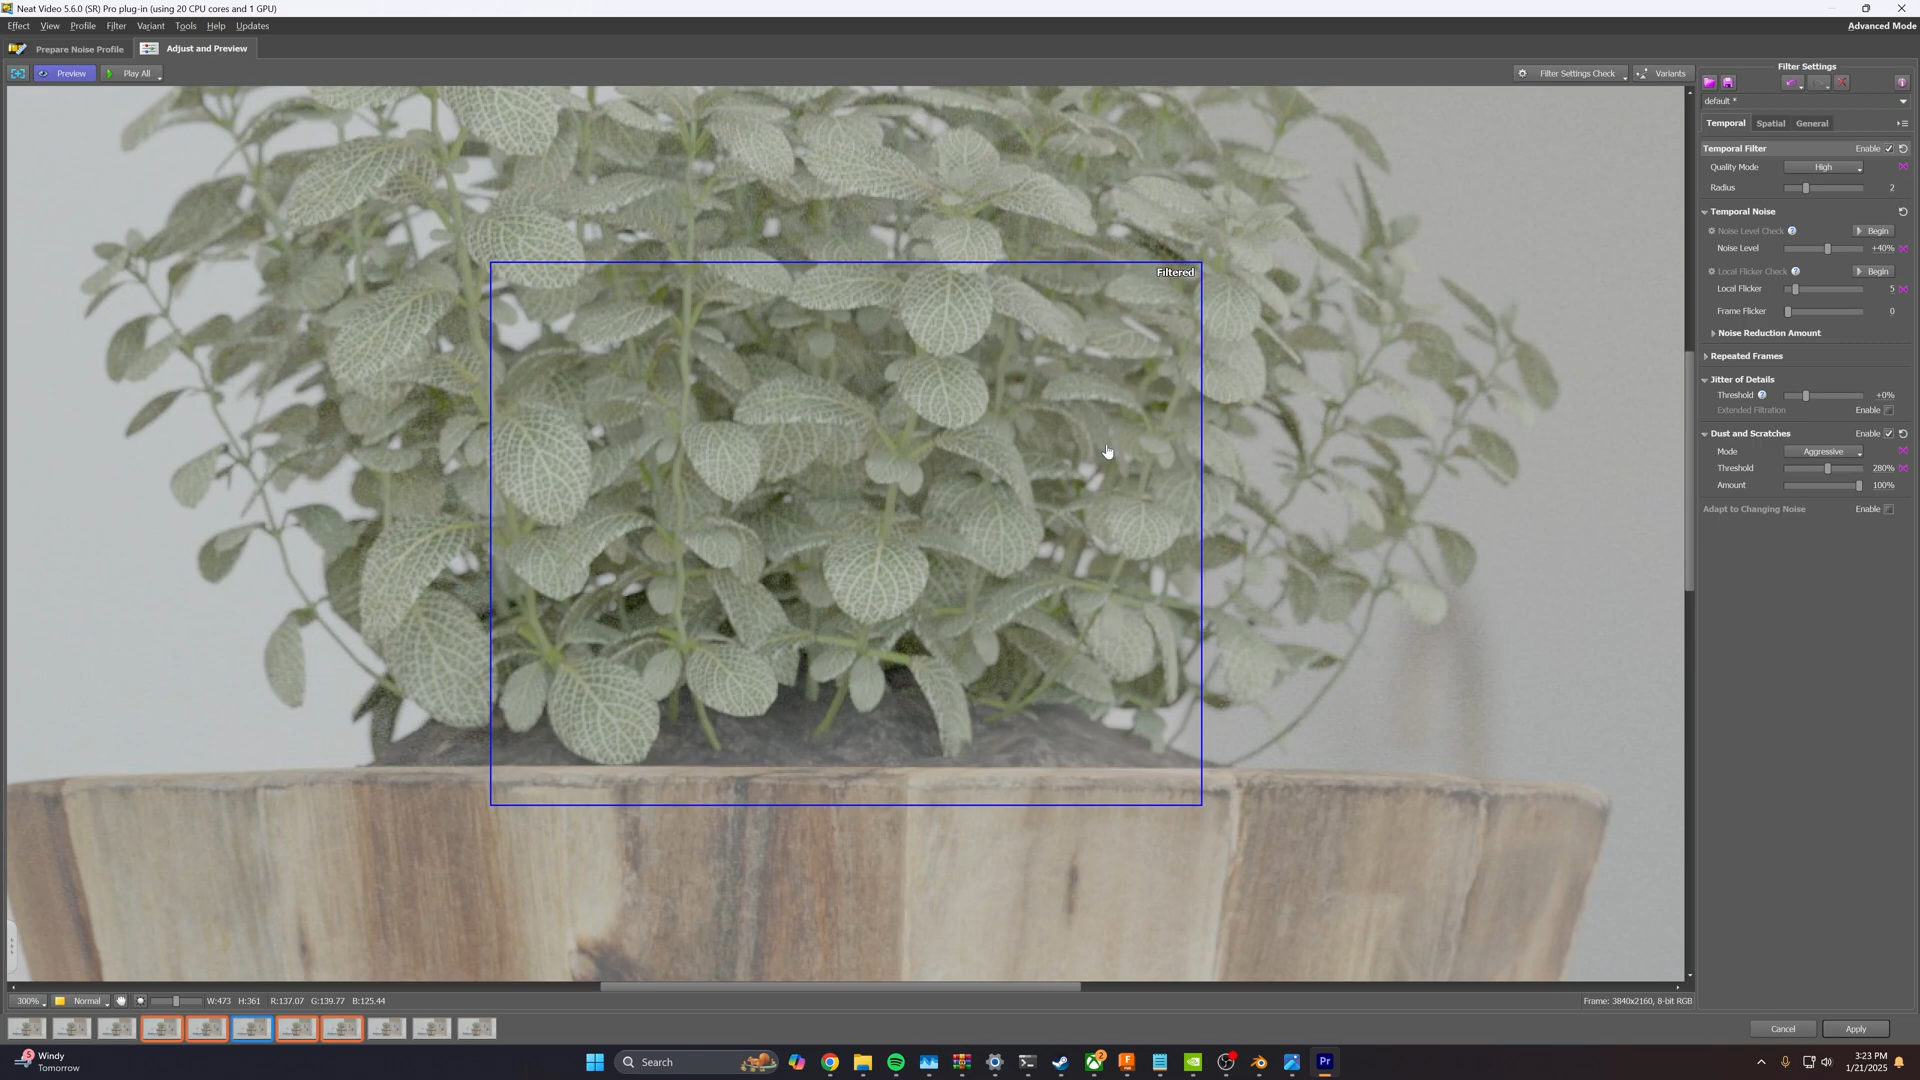 Neat Video 5.6.0 (SR) Pro plug-in (using 20 CPU cores and 1 GPU)
Effect View Profile Filter Variant Tools Help Updates
Advanced Mode
Prepare Noise Profile
Adjust and Preview
Preview
Play All
Filter Settings Check
Variants
Filter Settings
default *
Temporal Spatial General
Temporal Filter Enable
Quality Mode High
Radius 2
Temporal Noise
Noise Level Check Begin
Noise Level +40%
Local Flicker Check Begin
Local Flicker 5
Frame Flicker 0
Noise Reduction Amount
Repeated Frames
Jitter of Details
Threshold +0%
Extended Filtration Enable
Dust and Scratches Enable
Mode Aggressive
Threshold 280%
Amount 100%
Adapt to Changing Noise Enable
Filtered
300% Normal W:473 H:361 R:137.07 G:139.77 B:125.44
Frame: 3840x2160, 8-bit RGB
Cancel Apply
5
Windy
Tomorrow
Search
2
Pr
3:23 PM
1/21/2025